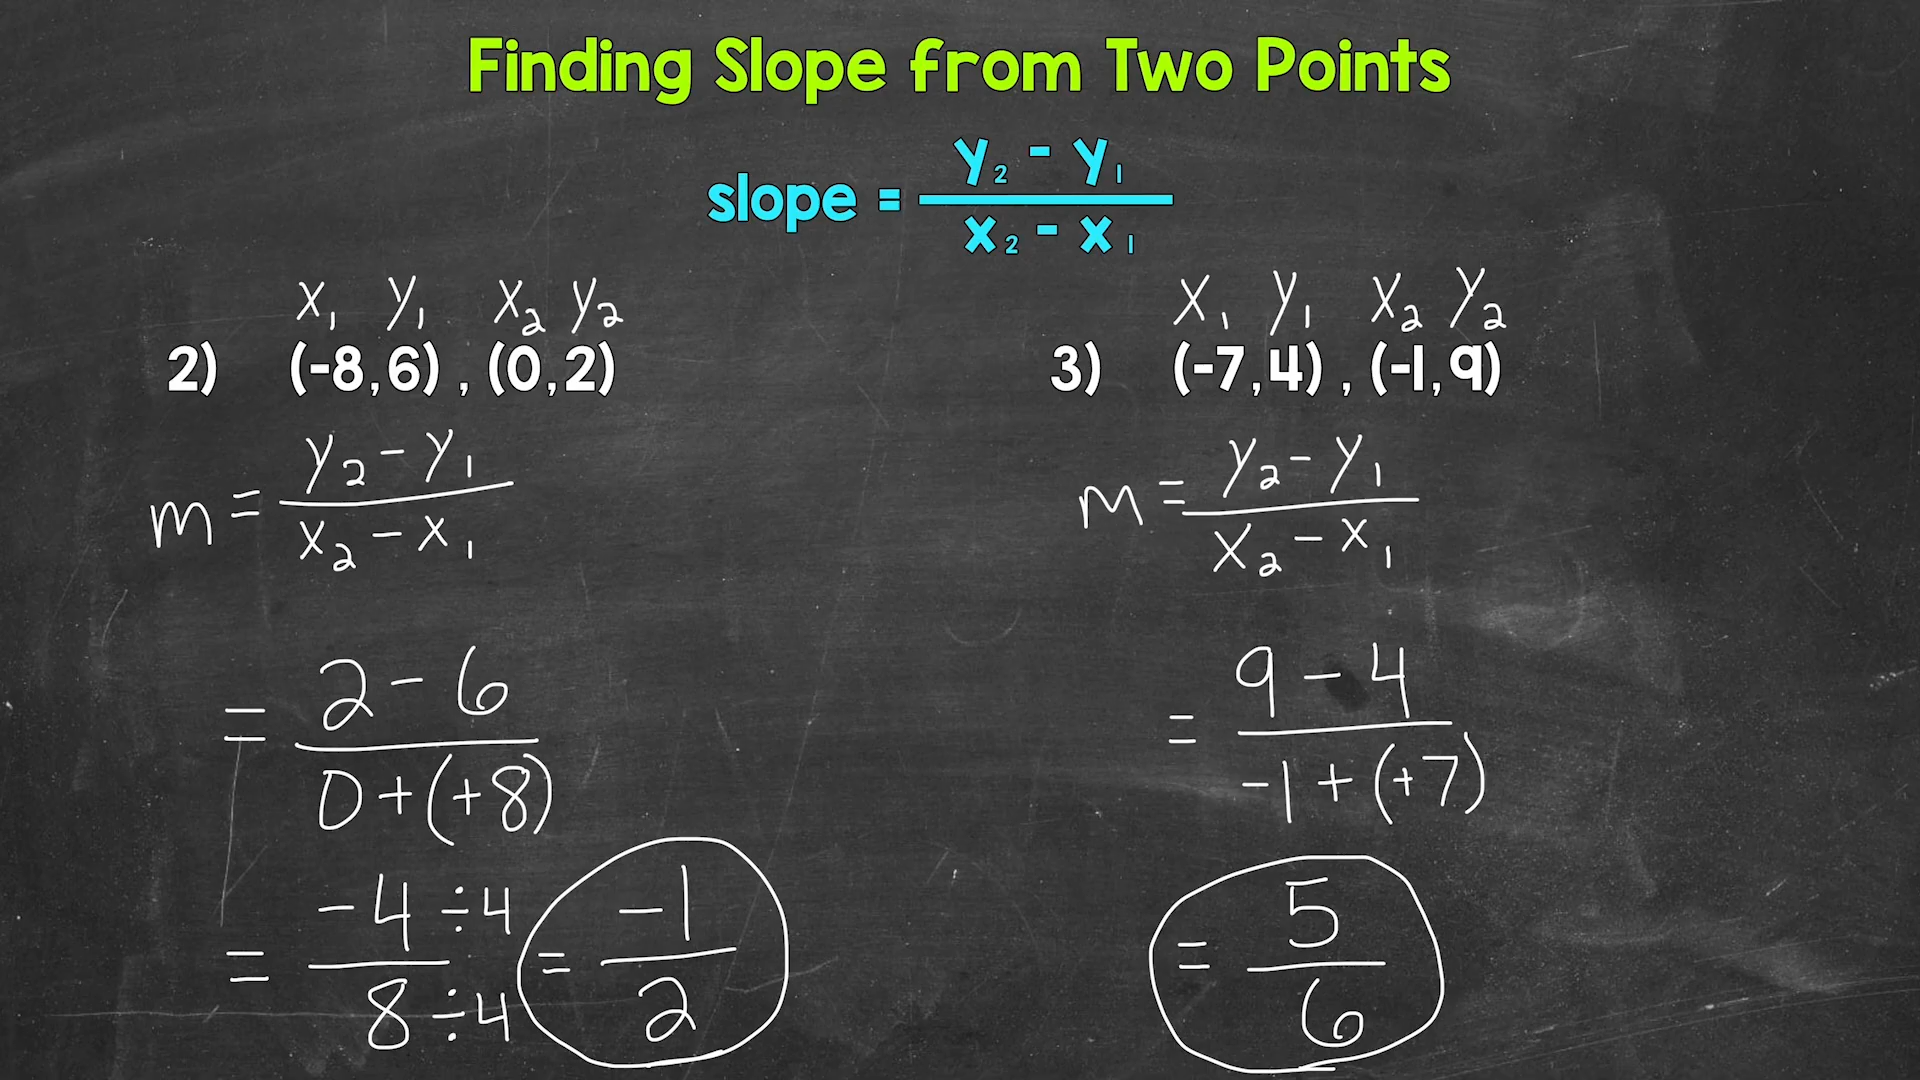 Finding Slope from Two Points
slope = y₂ - y₁ / x₂ - x₁
x₁ y₁ x₂ y₂
2) (-8,6) , (0,2)
m = y₂ - y₁ / x₂ - x₁
= 2 - 6 / 0 + (+8)
= -4 ÷4 / 8 ÷4 = -1 / 2
x₁ y₁ x₂ y₂
3) (-7,4) , (-1,9)
m = y₂ - y₁ / x₂ - x₁
= 9 - 4 / -1 + (+7)
= 5 / 6